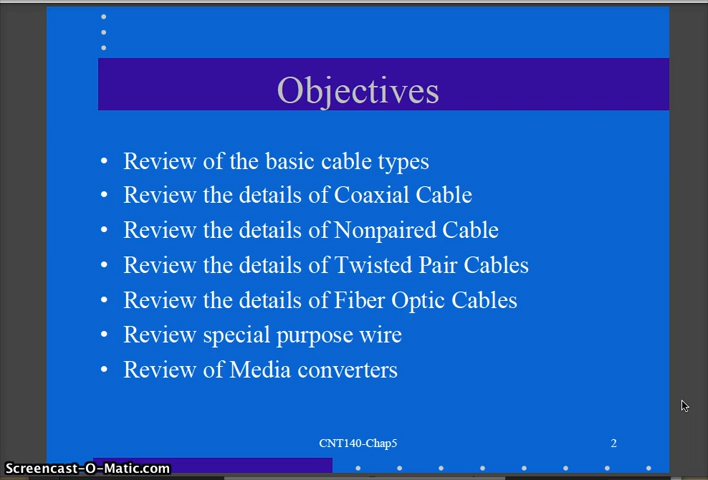 Objectives
• Review of the basic cable types
• Review the details of Coaxial Cable
• Review the details of Nonpaired Cable
• Review the details of Twisted Pair Cables
• Review the details of Fiber Optic Cables
• Review special purpose wire
• Review of Media converters
CNT140-Chap5 2
Screencast-O-Matic.com